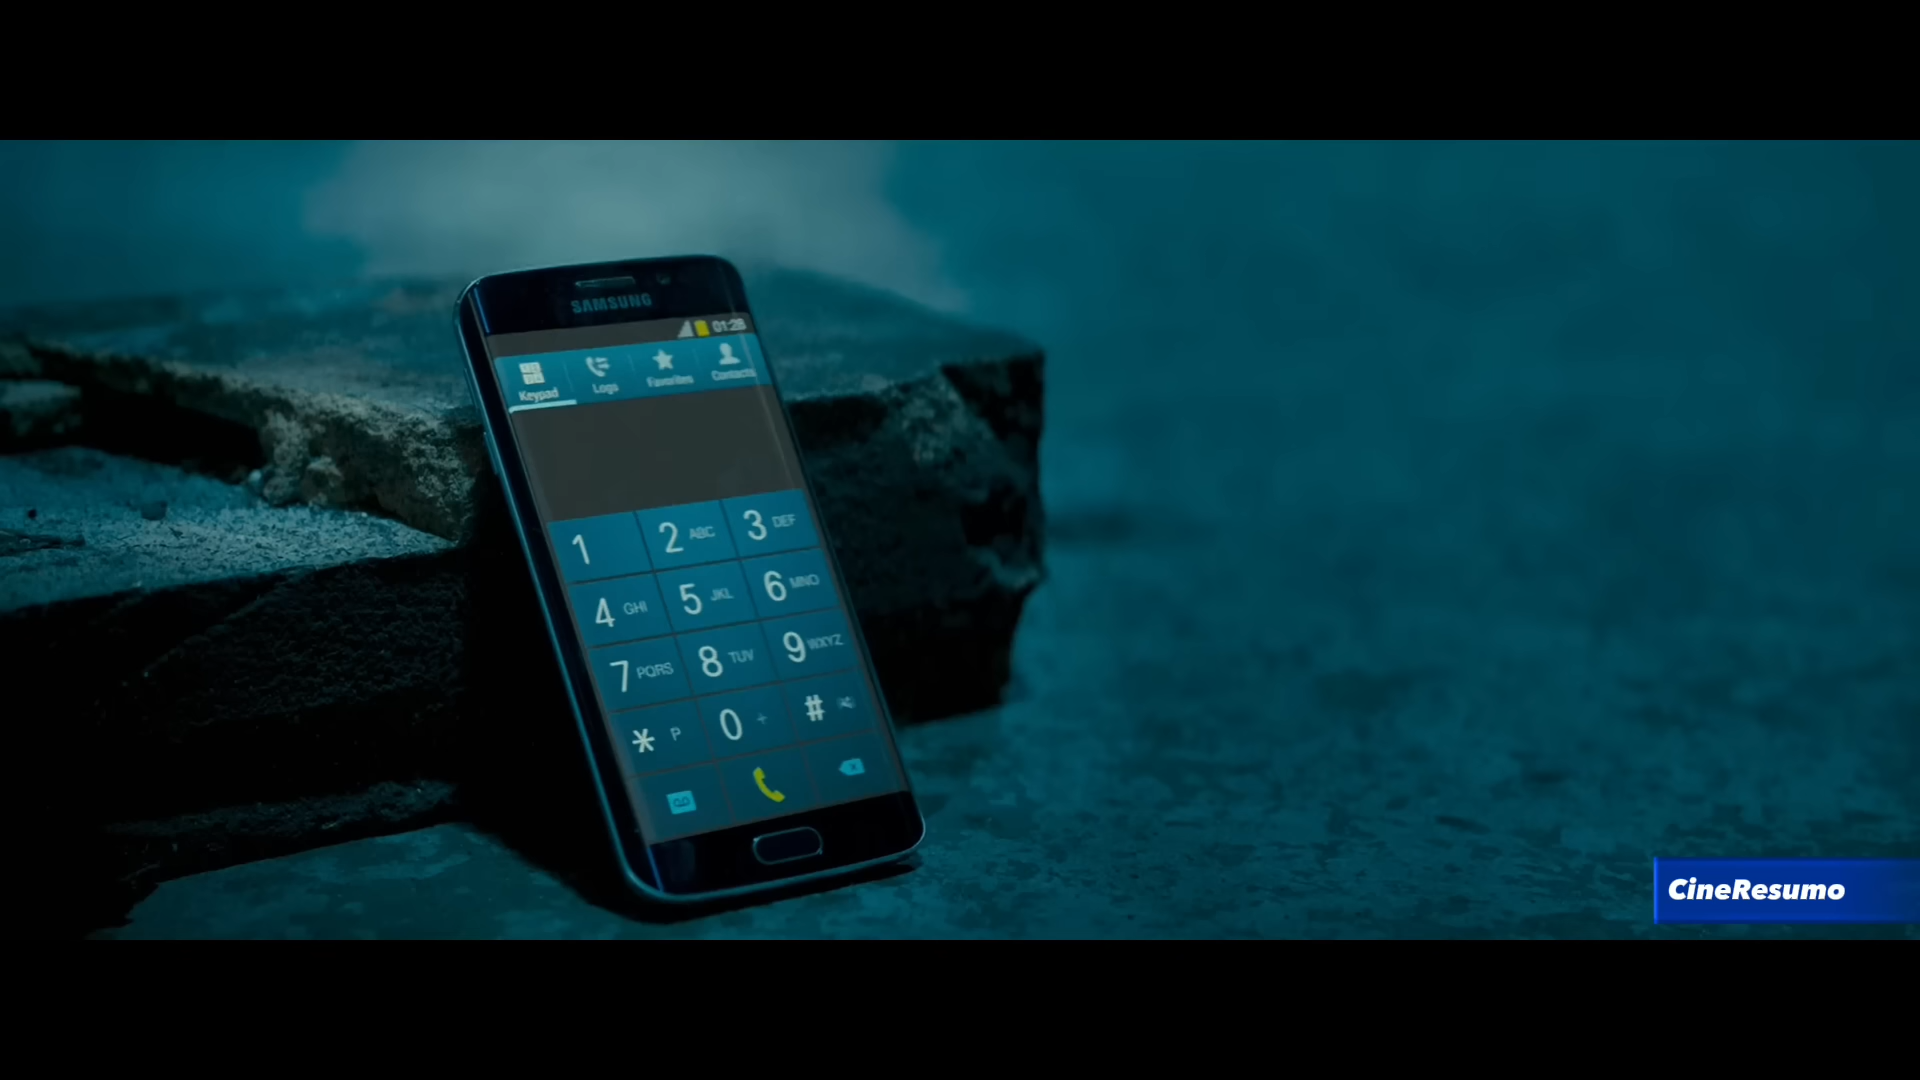 SAMSUNG
01:28
Keypad Logs Favorites Contacts
1 2 ABC 3 DEF
4 GHI 5 JKL 6 MNO
7 PQRS 8 TUV 9 WXYZ
* P 0 + #
CineResumo